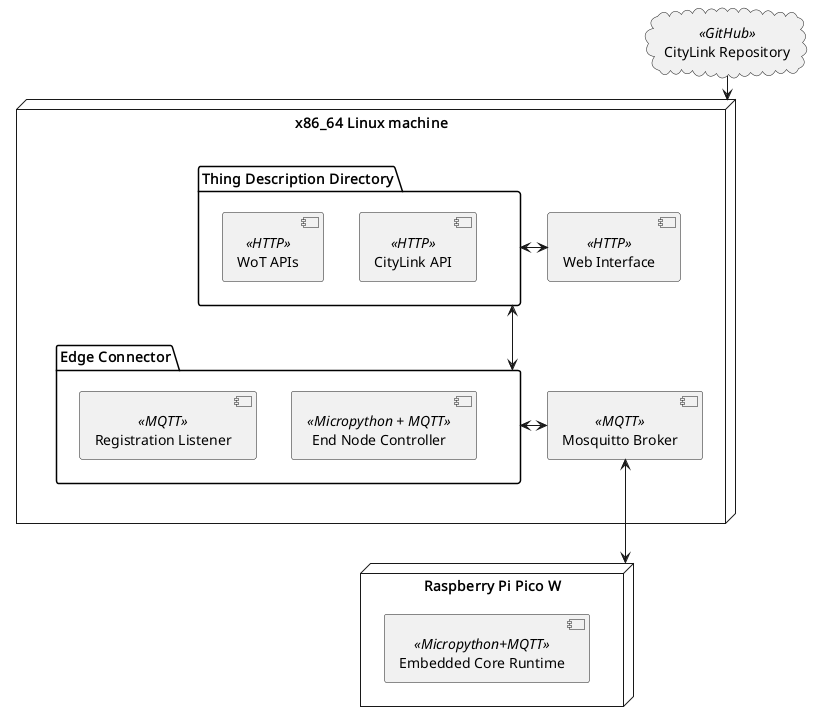 «GitHub»
CityLink Repository
x86_64 Linux machine
Thing Description Directory
«HTTP»
WoT APIs
«HTTP»
CityLink API
«HTTP»
Web Interface
Edge Connector
«MQTT»
Registration Listener
«Micropython + MQTT»
End Node Controller
«MQTT»
Mosquitto Broker
Raspberry Pi Pico W
«Micropython+MQTT»
Embedded Core Runtime